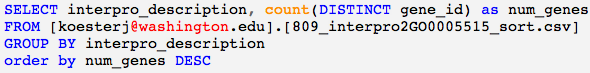 SELECT interpro_description, count(DISTINCT gene_id) as num_genes
FROM [koesterj@washington.edu].[809_interpro2GO0005515_sort.csv]
GROUP BY interpro_description
order by num_genes DESC